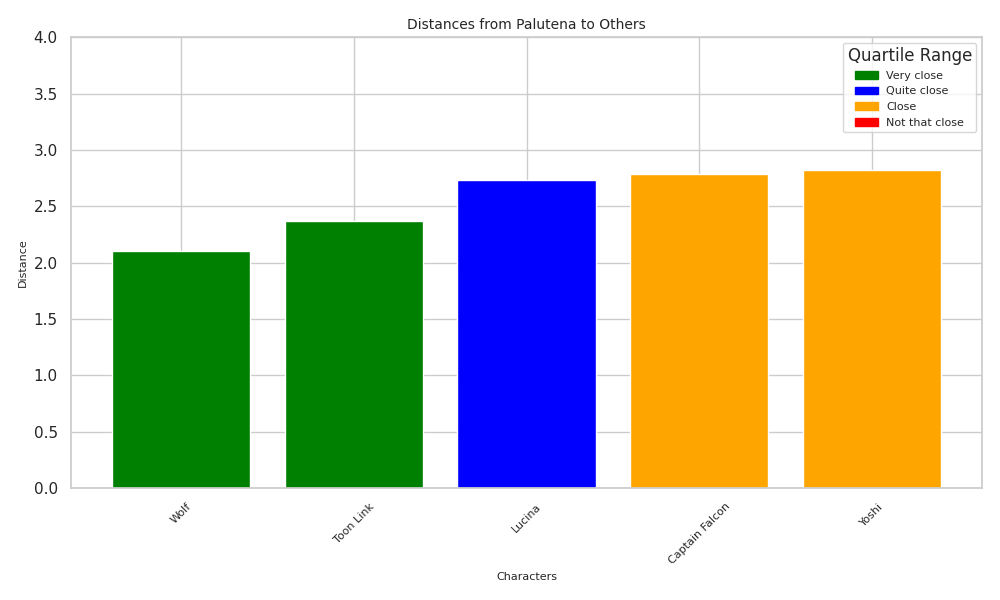 Distances from Palutena to Others
Quartile Range
Very close
Quite close
Close
Not that close
Distance
4.0
3.5
3.0
2.5
2.0
1.5
1.0
0.5
0.0
Wolf
Toon Link
Lucina
Captain Falcon
Yoshi
Characters